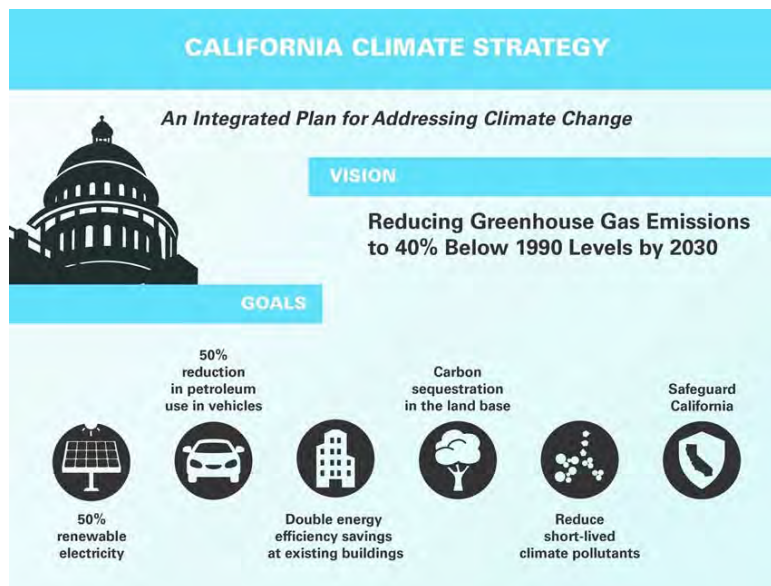 CALIFORNIA CLIMATE STRATEGY
An Integrated Plan for Addressing Climate Change
VISION
Reducing Greenhouse Gas Emissions
to 40% Below 1990 Levels by 2030
GOALS
50%
renewable
electricity
50%
reduction
in petroleum
use in vehicles
Double energy
efficiency savings
at existing buildings
Carbon
sequestration
in the land base
Reduce
short-lived
climate pollutants
Safeguard
California